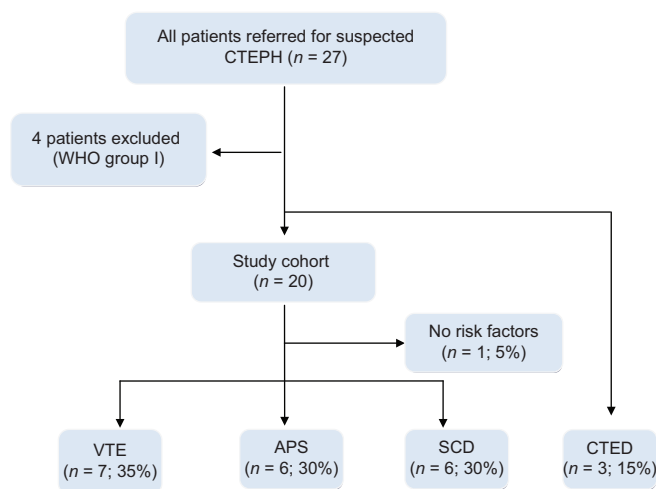 All patients referred for suspected
CTEPH (n = 27)
4 patients excluded
(WHO group I)
Study cohort
(n = 20)
No risk factors
(n = 1; 5%)
VTE
(n = 7; 35%)
APS
(n = 6; 30%)
SCD
(n = 6; 30%)
CTED
(n = 3; 15%)